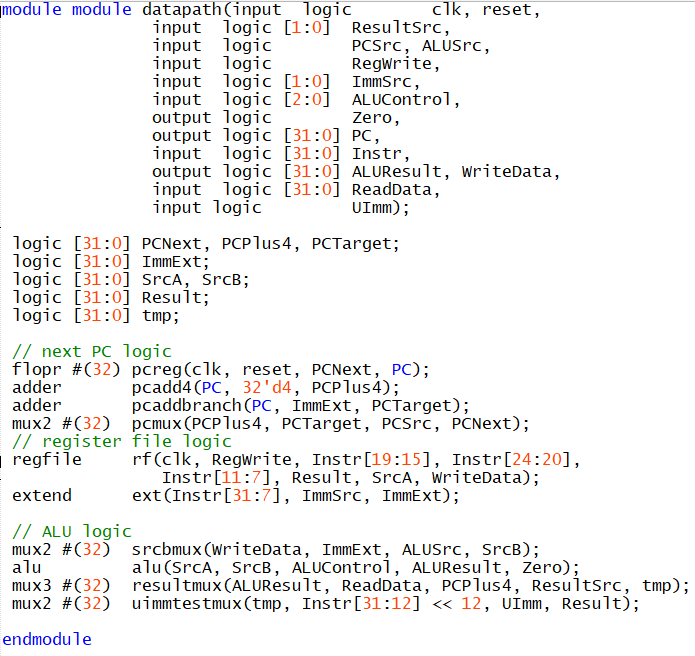 module module datapath(input  logic        clk, reset,
               input  logic [1:0]  ResultSrc,
               input  logic        PCSrc, ALUSrc,
               input  logic        RegWrite,
               input  logic [1:0]  ImmSrc,
               input  logic [2:0]  ALUControl,
               output logic        Zero,
               output logic [31:0] PC,
               input  logic [31:0] Instr,
               output logic [31:0] ALUResult, WriteData,
               input  logic [31:0] ReadData,
               input logic         UImm);

 logic [31:0] PCNext, PCPlus4, PCTarget;
 logic [31:0] ImmExt;
 logic [31:0] SrcA, SrcB;
 logic [31:0] Result;
 logic [31:0] tmp;

 // next PC logic
 flopr #(32) pcreg(clk, reset, PCNext, PC);
 adder       pcadd4(PC, 32'd4, PCPlus4);
 adder       pcaddbranch(PC, ImmExt, PCTarget);
 mux2 #(32)  pcmux(PCPlus4, PCTarget, PCSrc, PCNext);
 // register file logic
 regfile     rf(clk, RegWrite, Instr[19:15], Instr[24:20],
                Instr[11:7], Result, SrcA, WriteData);
 extend      ext(Instr[31:7], ImmSrc, ImmExt);

 // ALU logic
 mux2 #(32)  srcbmux(WriteData, ImmExt, ALUSrc, SrcB);
 alu         alu(SrcA, SrcB, ALUControl, ALUResult, Zero);
 mux3 #(32)  resultmux(ALUResult, ReadData, PCPlus4, ResultSrc, tmp);
 mux2 #(32)  uimmtestmux(tmp, Instr[31:12] << 12, UImm, Result);

endmodule